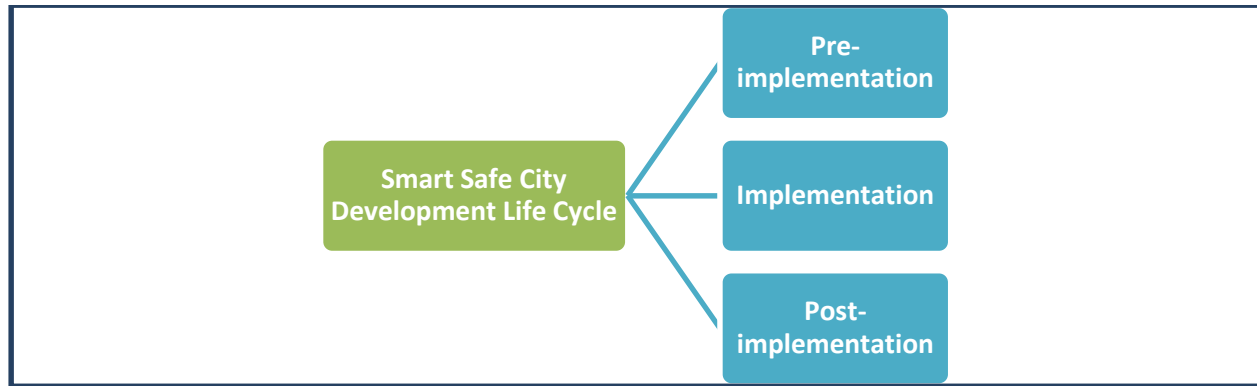 Pre-
implementation
Smart Safe City
Development Life Cycle
Implementation
Post-
implementation